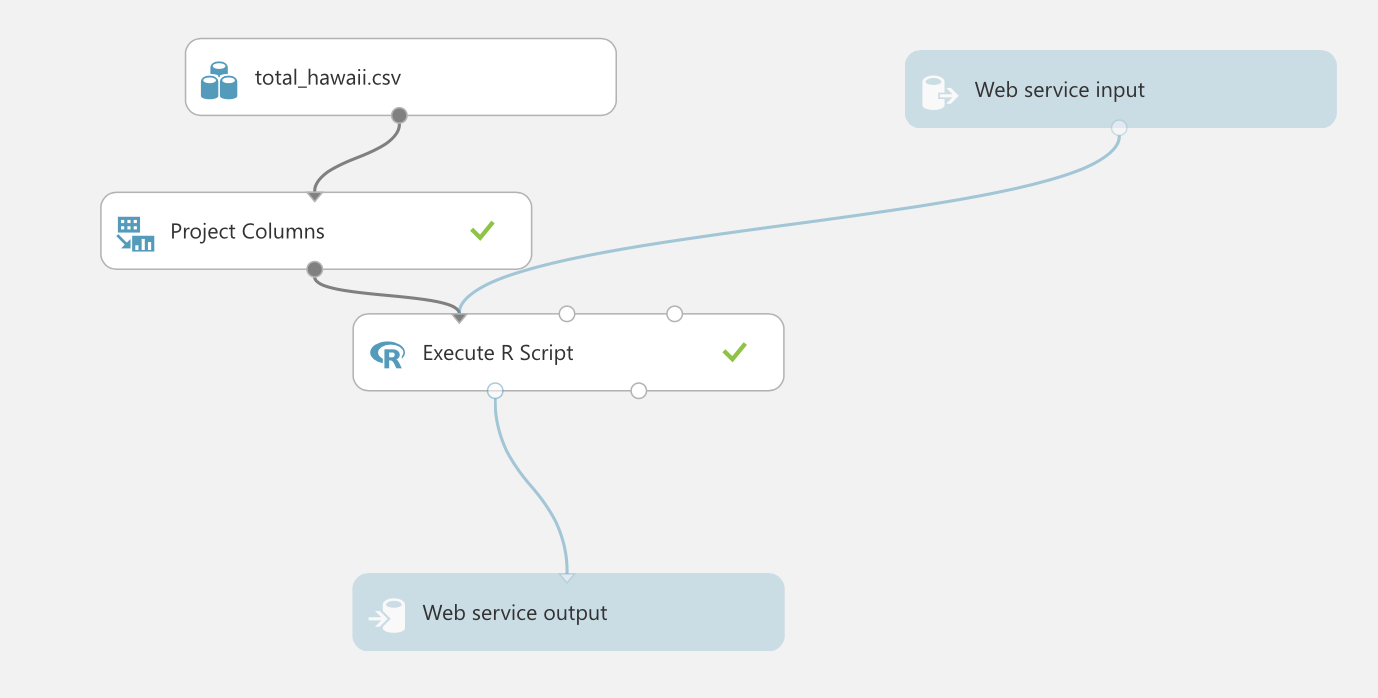 total_hawaii.csv
Web service input
Project Columns
R
Execute R Script
Web service output